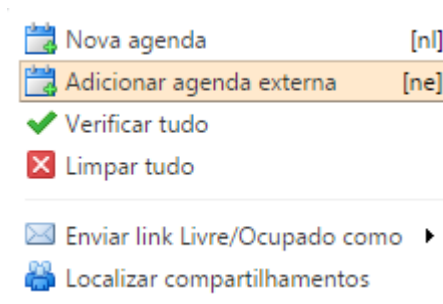 Nova agenda [nl]
Adicionar agenda externa [ne]
Verificar tudo
Limpar tudo
Enviar link Livre/Ocupado como
Localizar compartilhamentos